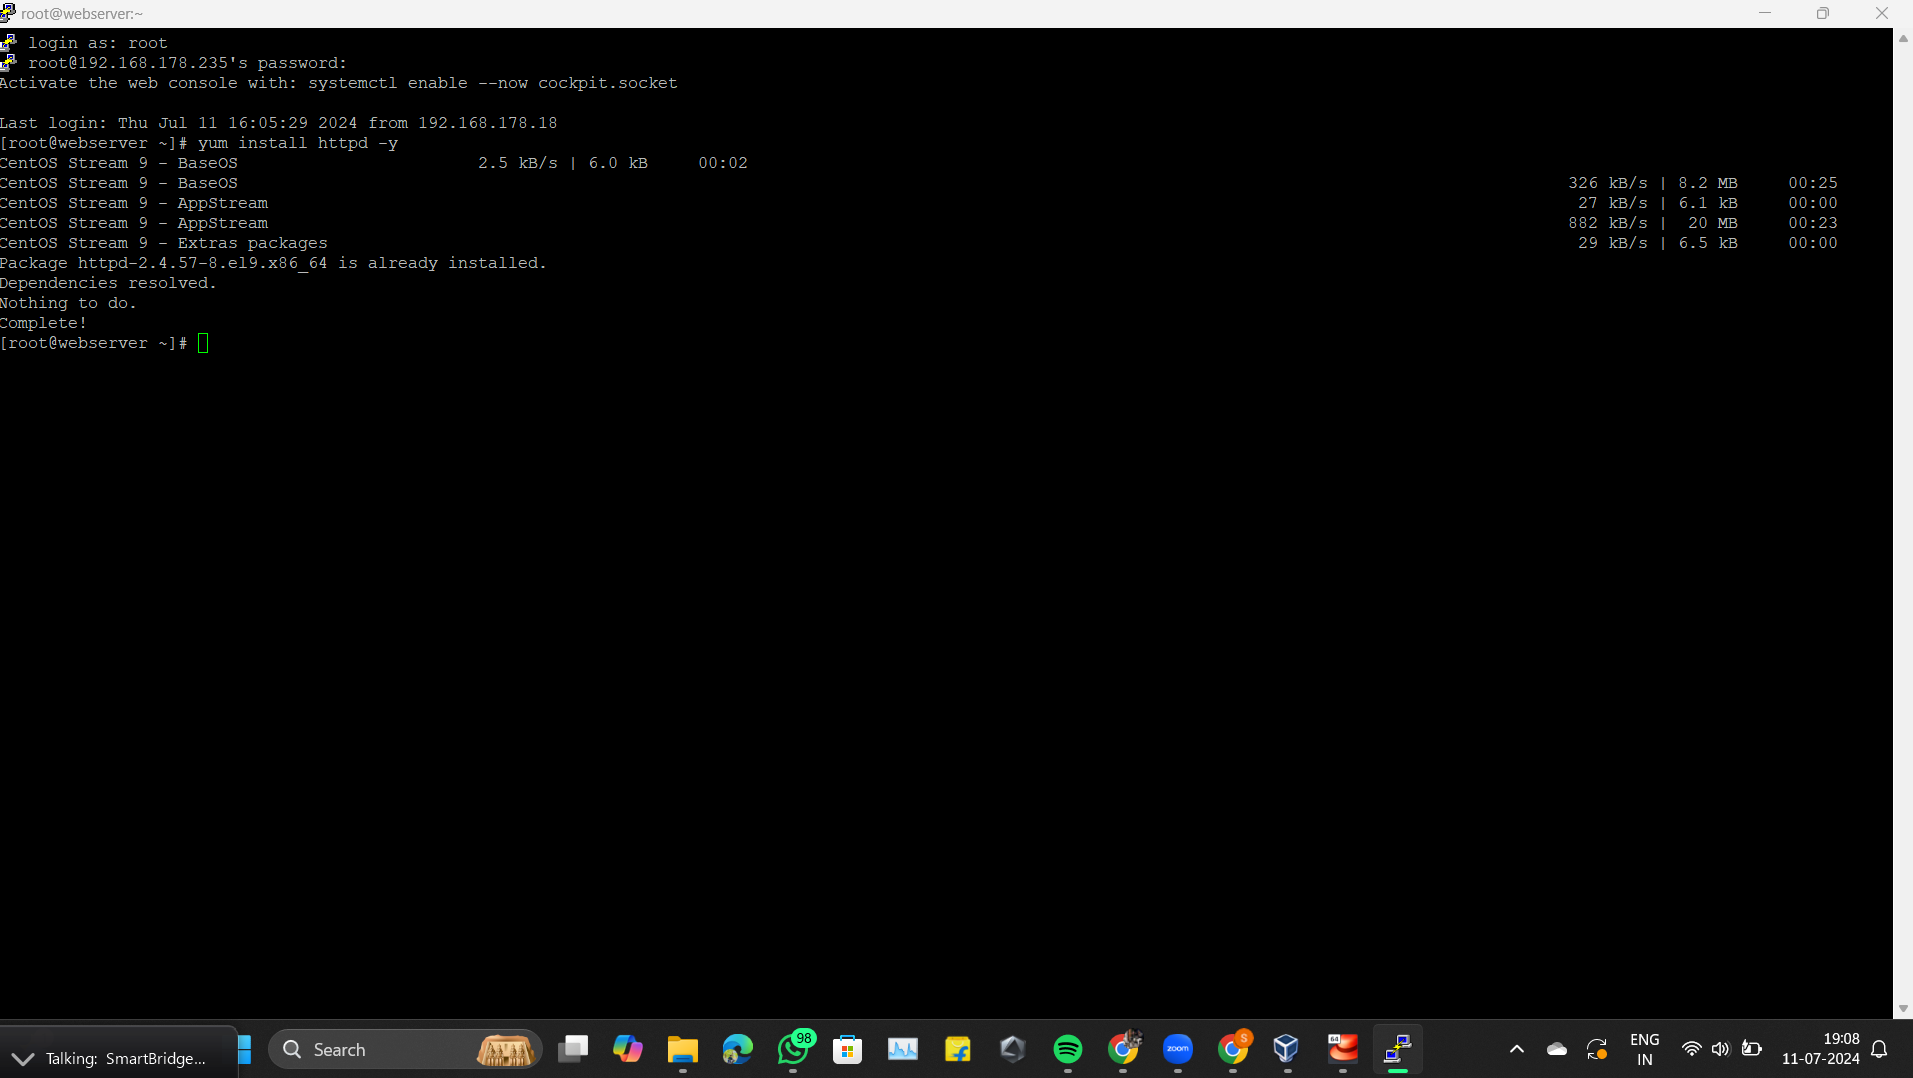 root@webserver:~
login as: root
root@192.168.178.235's password:
Activate the web console with: systemctl enable --now cockpit.socket
Last login: Thu Jul 11 16:05:29 2024 from 192.168.178.18
[root@webserver ~]# yum install httpd -y
CentOS Stream 9 - BaseOS 2.5 kB/s | 6.0 kB 00:02
CentOS Stream 9 - BaseOS 326 kB/s | 8.2 MB 00:25
CentOS Stream 9 - AppStream 27 kB/s | 6.1 kB 00:00
CentOS Stream 9 - AppStream 882 kB/s | 20 MB 00:23
CentOS Stream 9 - Extras packages 29 kB/s | 6.5 kB 00:00
Package httpd-2.4.57-8.el9.x86_64 is already installed.
Dependencies resolved.
Nothing to do.
Complete!
[root@webserver ~]#
Talking: SmartBridge...
Search
98
zoom
S
64
ENG
IN
19:08
11-07-2024